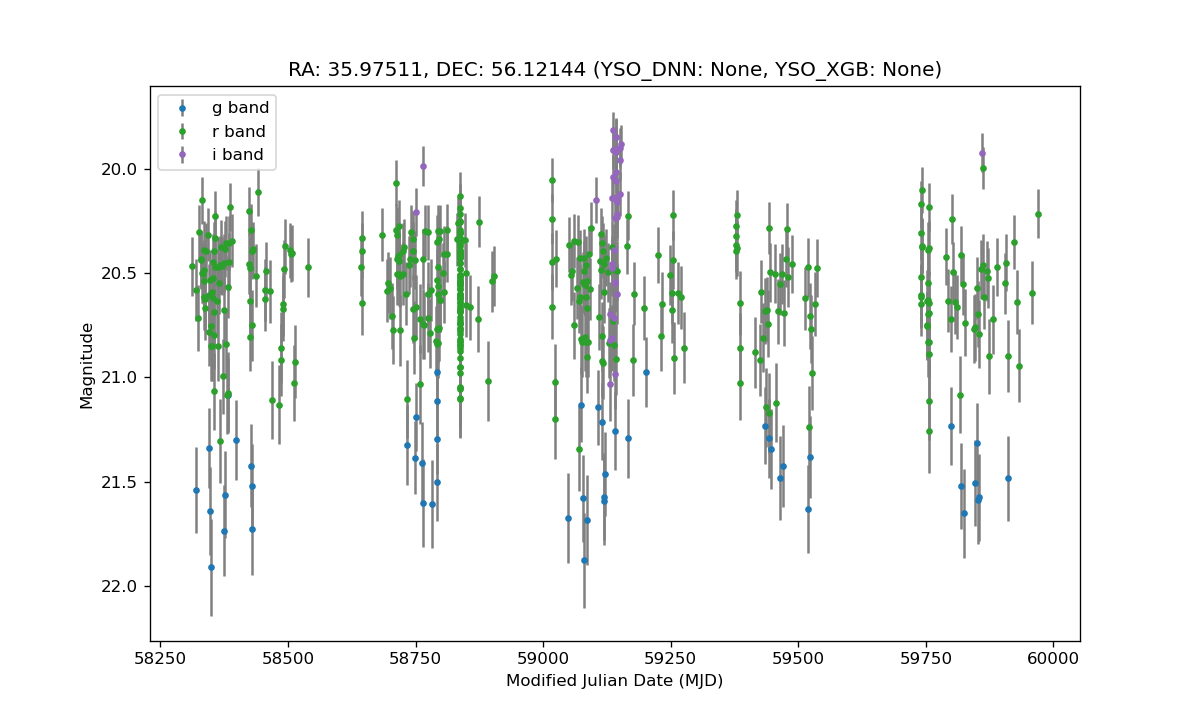 RA: 35.97511, DEC: 56.12144 (YSO_DNN: None, YSO_XGB: None)
g band
r band
i band
20.0
20.5
21.0
21.5
22.0
Magnitude
58250 58500 58750 59000 59250 59500 59750 60000
Modified Julian Date (MJD)